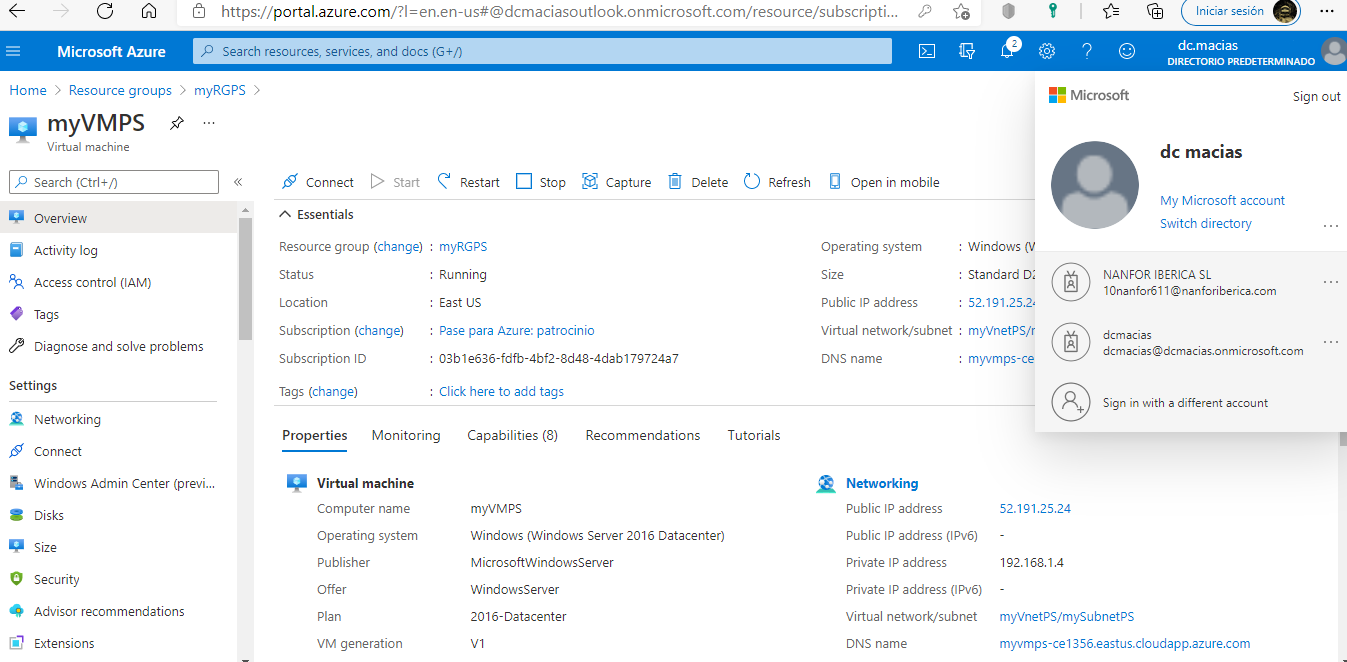 https://portal.azure.com/?l=en.en-us#@dcmaciasoutlook.onmicrosoft.com/resource/subscripti...
Iniciar sesión
Microsoft Azure
Search resources, services, and docs (G+/)
2
dc.macias
DIRECTORIO PREDETERMINADO
Home > Resource groups > myRGPS >
myVMPS
Virtual machine
Search (Ctrl+/)
Overview
Activity log
Access control (IAM)
Tags
Diagnose and solve problems
Settings
Networking
Connect
Windows Admin Center (previ...
Disks
Size
Security
Advisor recommendations
Extensions
Connect Start Restart Stop Capture Delete Refresh Open in mobile
Essentials
Resource group (change) : myRGPS
Status : Running
Location : East US
Subscription (change) : Pase para Azure: patrocinio
Subscription ID : 03b1e636-fdfb-4bf2-8d48-4dab179724a7
Tags (change) : Click here to add tags
Operating system : Windows (W
Size : Standard D2
Public IP address : 52.191.25.24
Virtual network/subnet : myVnetPS/
DNS name : myvmps-ce
Properties Monitoring Capabilities (8) Recommendations Tutorials
Virtual machine
Computer name myVMPS
Operating system Windows (Windows Server 2016 Datacenter)
Publisher MicrosoftWindowsServer
Offer WindowsServer
Plan 2016-Datacenter
VM generation V1
Networking
Public IP address 52.191.25.24
Public IP address (IPv6) -
Private IP address 192.168.1.4
Private IP address (IPv6) -
Virtual network/subnet myVnetPS/mySubnetPS
DNS name myvmps-ce1356.eastus.cloudapp.azure.com
Microsoft
Sign out
dc macias
My Microsoft account
Switch directory
NANFOR IBERICA SL
10nanfor611@nanforiberica.com
dcmacias
dcmacias@dcmacias.onmicrosoft.com
Sign in with a different account